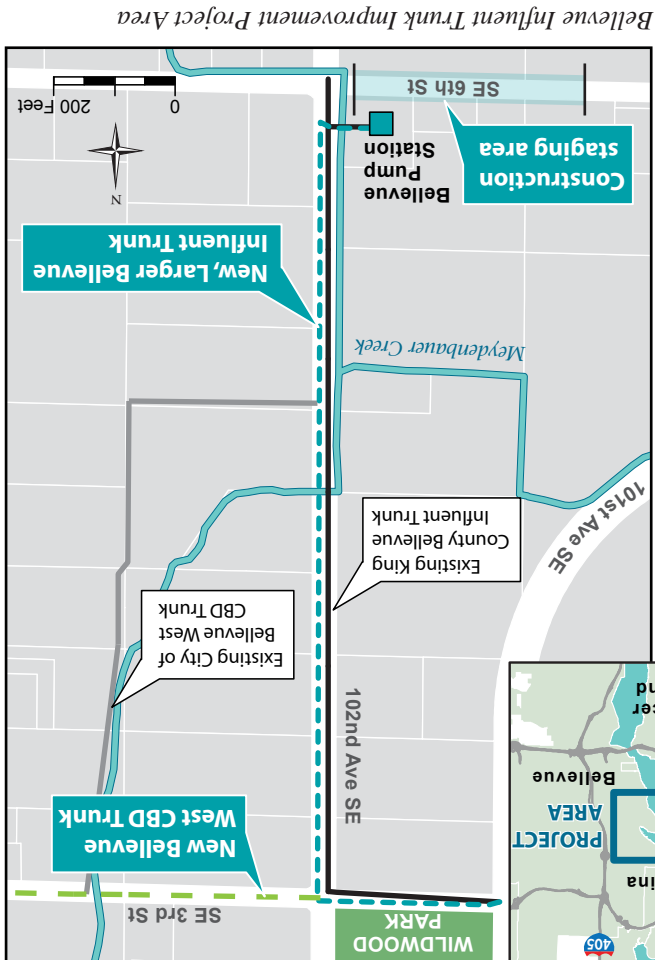 WILDWOOD
PARK
SE 3rd St
405
ina
PROJECT
AREA
Bellevue
cer
nd
New Bellevue
West CBD Trunk
102nd Ave SE
Existing City of
Bellevue West
CBD Trunk
Existing King
County Bellevue
Influent Trunk
101st Ave SE
Meydenbauer Creek
New, Larger Bellevue
Influent Trunk
N
Bellevue
Pump
Station
Construction
staging area
SE 6th St
0
200 Feet
Bellevue Influent Trunk Improvement Project Area